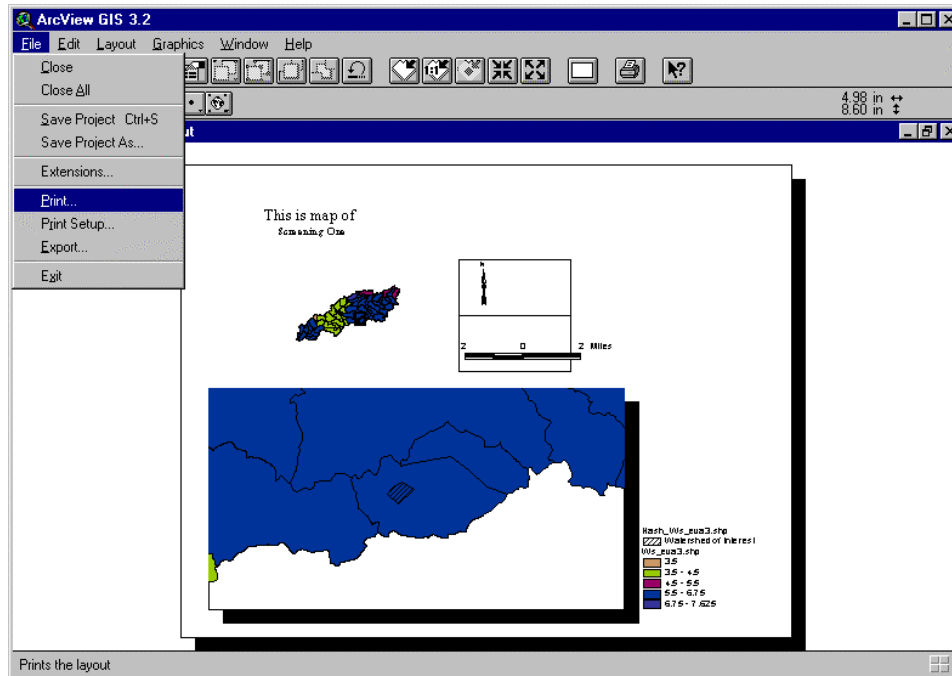 ArcView GIS 3.2
File Edit Layout Graphics Window Help
Close
Close All
Save Project Ctrl+S
Save Project As...
Extensions...
Print...
Print Setup...
Export...
Exit
4.98 in
8.60 in
ut
This is map of
Screening One
N
2 0 2 Miles
Hash_Ws_eua3.shp
Watershed of interest
Ws_eua3.shp
3.5
3.5 - 4.5
4.5 - 5.5
5.5 - 6.75
6.75 - 7.625
Prints the layout